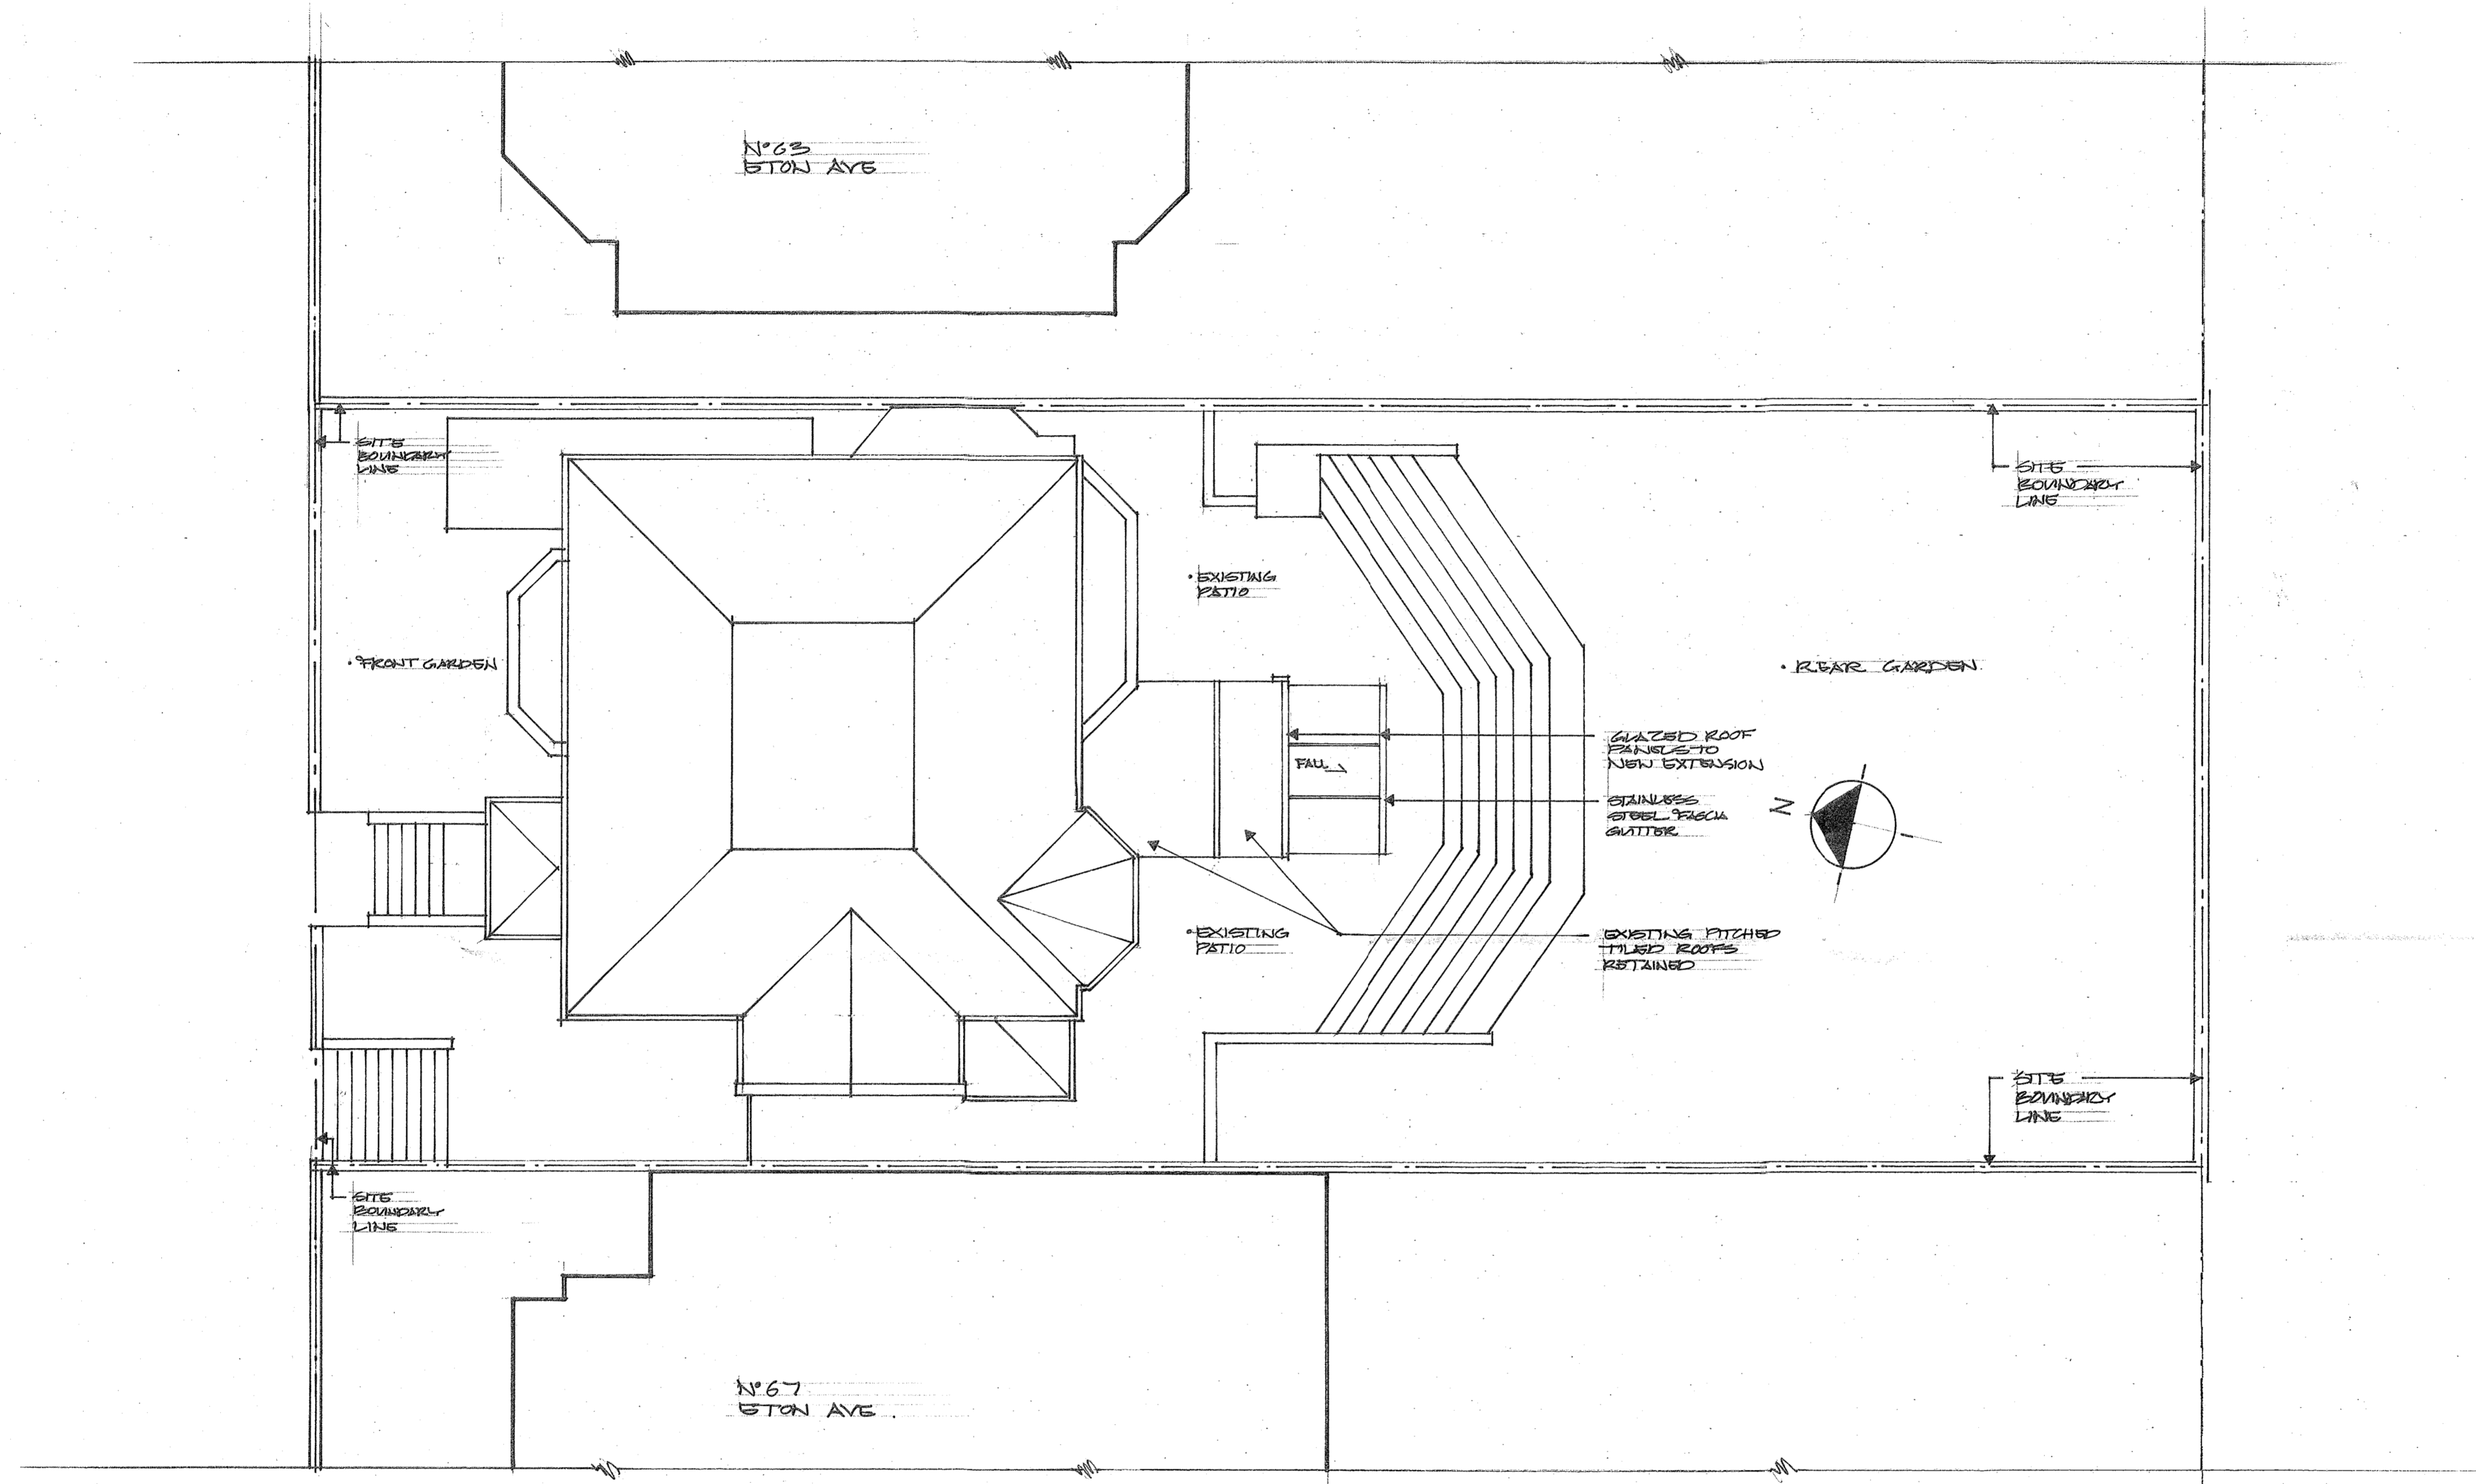 N°63
ETON AVE
SITE
BOUNDARY
LINE
SITE
BOUNDARY
LINE
• EXISTING
PATIO
• FRONT GARDEN
• REAR GARDEN
GLAZED ROOF
PANELS TO
NEW EXTENSION
FALL
STAINLESS
STEEL FASCIA
GUTTER
N
• EXISTING
PATIO
EXISTING PITCHED
TILED ROOFS
RETAINED
SITE
BOUNDARY
LINE
SITE
BOUNDARY
LINE
N°67
ETON AVE.